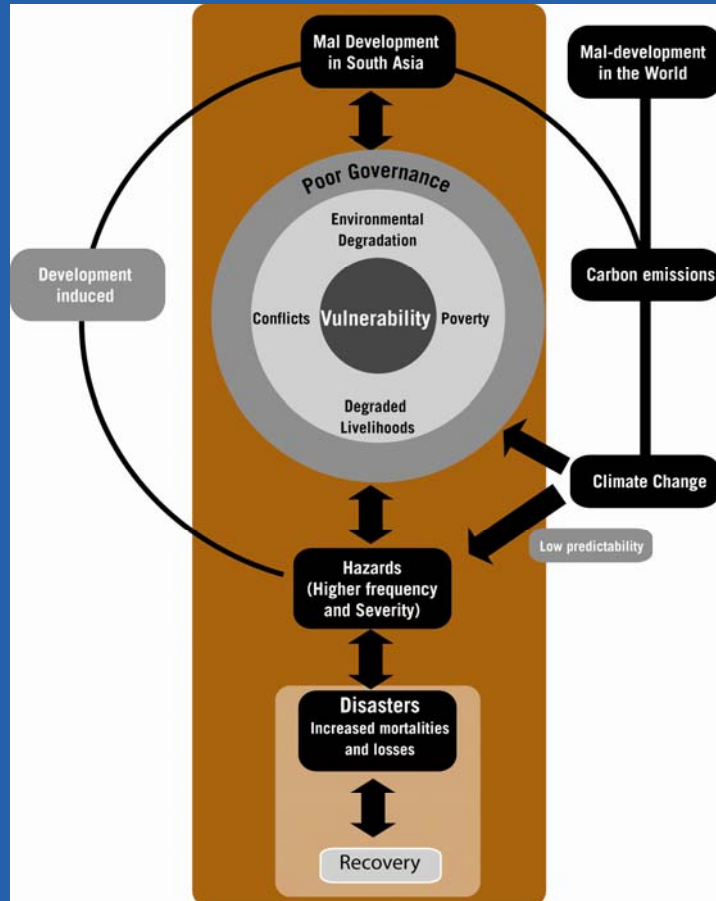 Mal Development
in South Asia
Mal-development
in the World
Poor Governance
Environmental
Degradation
Development
induced
Conflicts
Vulnerability
Poverty
Carbon emissions
Degraded
Livelihoods
Climate Change
Low predictability
Hazards
(Higher frequency
and Severity)
Disasters
Increased mortalities
and losses
Recovery